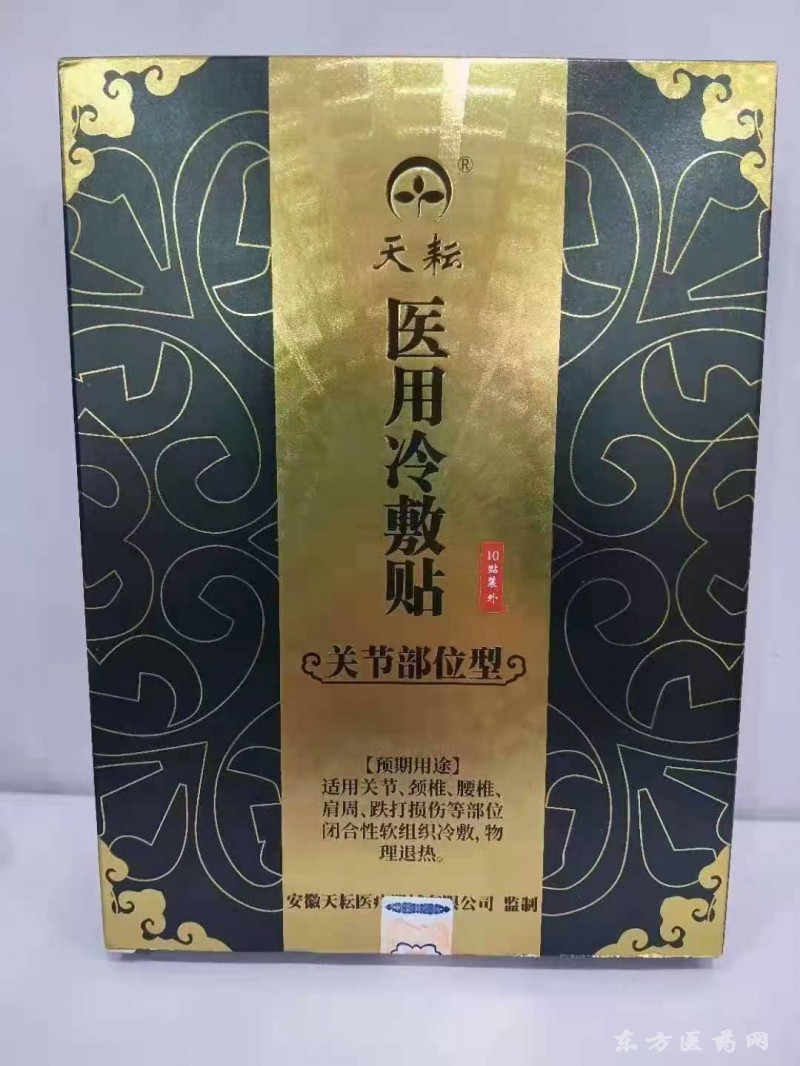 ®
天耘
医用冷敷贴
10贴装外
关节部位型
【预期用途】
适用关节、颈椎、腰椎、
肩周、跌打损伤等部位
闭合性软组织冷敷,物
理退热。
安徽天耘医疗 限公司 监制
东方医药网